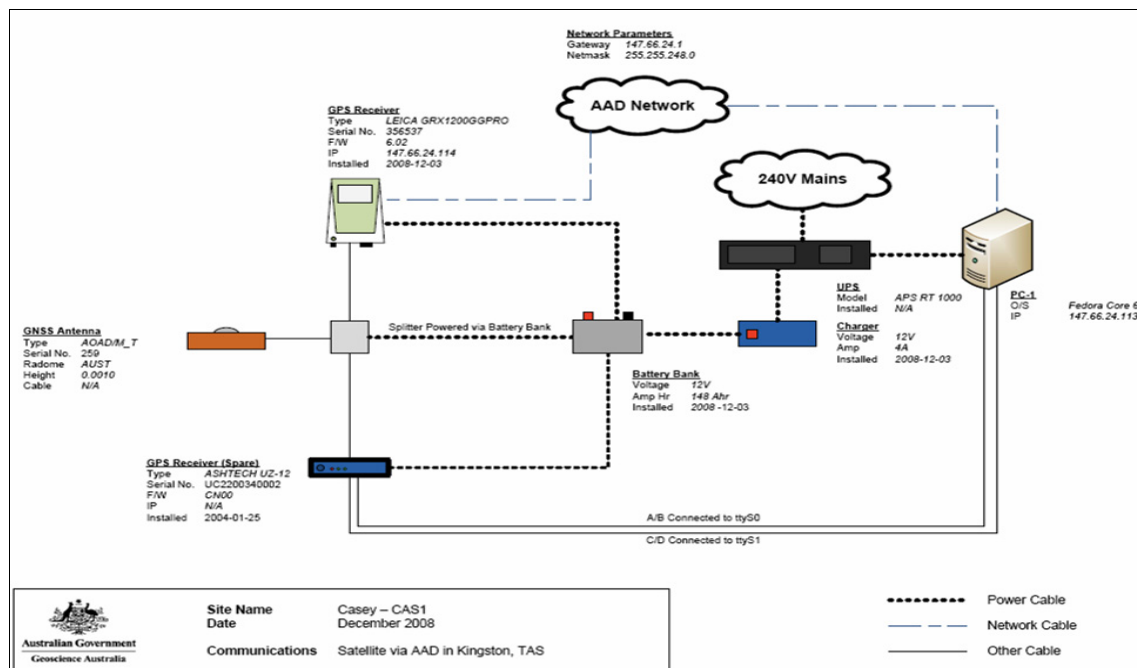 Network Parameters
Gateway 147.66.24.1
Netmask 255.255.248.0
AAD Network
GPS Receiver
Type LEICA GRX1200GGPRO
Serial No. 356537
F/W 6.02
IP 147.66.24.114
Installed 2008-12-03
240V Mains
UPS
Model APS RT 1000
Installed N/A
PC-1
O/S Fedora Core 6
IP 147.66.24.113
GNSS Antenna
Type AOAD/M_T
Serial No. 259
Radome AUST
Height 0.0010
Cable N/A
Splitter Powered via Battery Bank
Charger
Voltage 12V
Amp 4A
Installed 2008-12-03
Battery Bank
Voltage 12V
Amp Hr 148 Ahr
Installed 2008 -12-03
GPS Receiver (Spare)
Type ASHTECH UZ-12
Serial No. UC2200340002
F/W CN00
IP N/A
Installed 2004-01-25
A/B Connected to ttyS0
C/D Connected to ttyS1
Australian Government
Geoscience Australia
Site Name Casey – CAS1
Date December 2008
Communications Satellite via AAD in Kingston, TAS
Power Cable
Network Cable
Other Cable